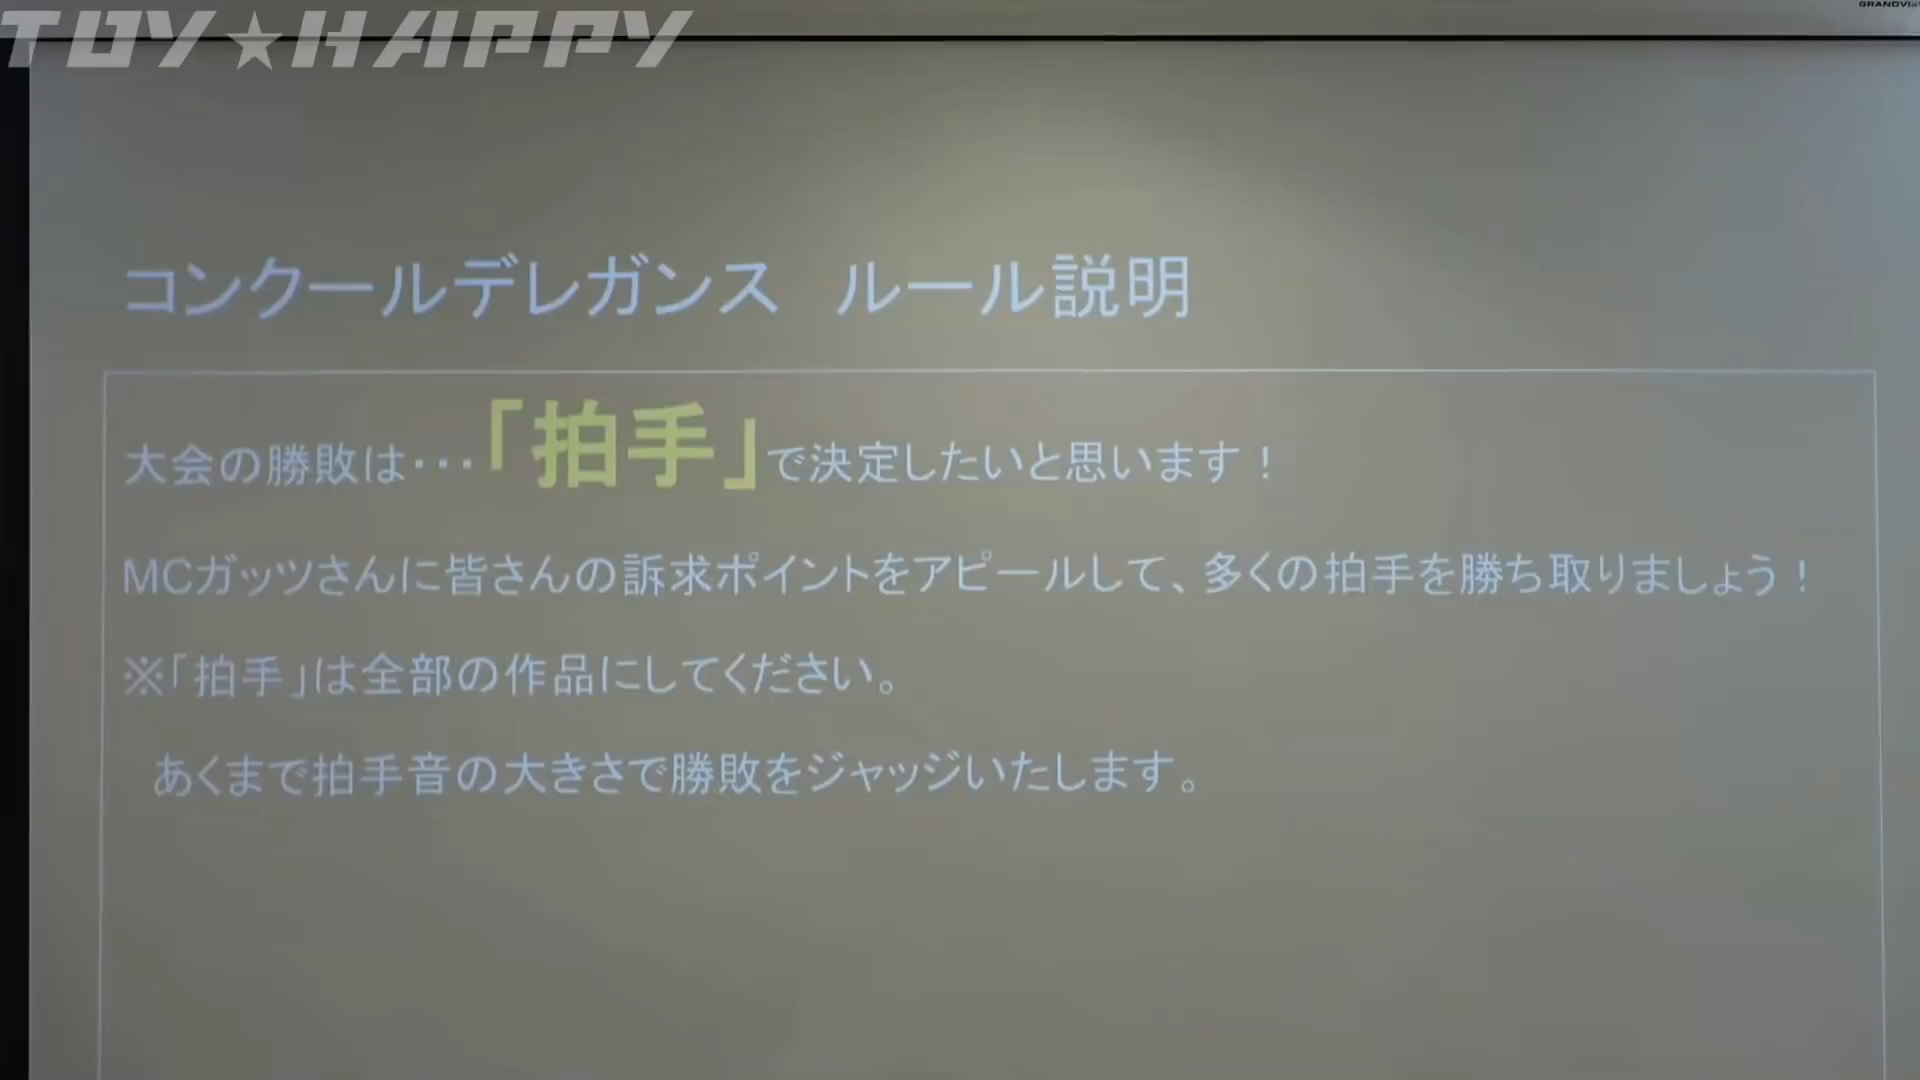 TOY★HAPPY
コンクールデレガンス　ルール説明
大会の勝敗は・・・「拍手」で決定したいと思います！
MCガッツさんに皆さんの訴求ポイントをアピールして、多くの拍手を勝ち取りましょう！
※「拍手」は全部の作品にしてください。
あくまで拍手音の大きさで勝敗をジャッジいたします。